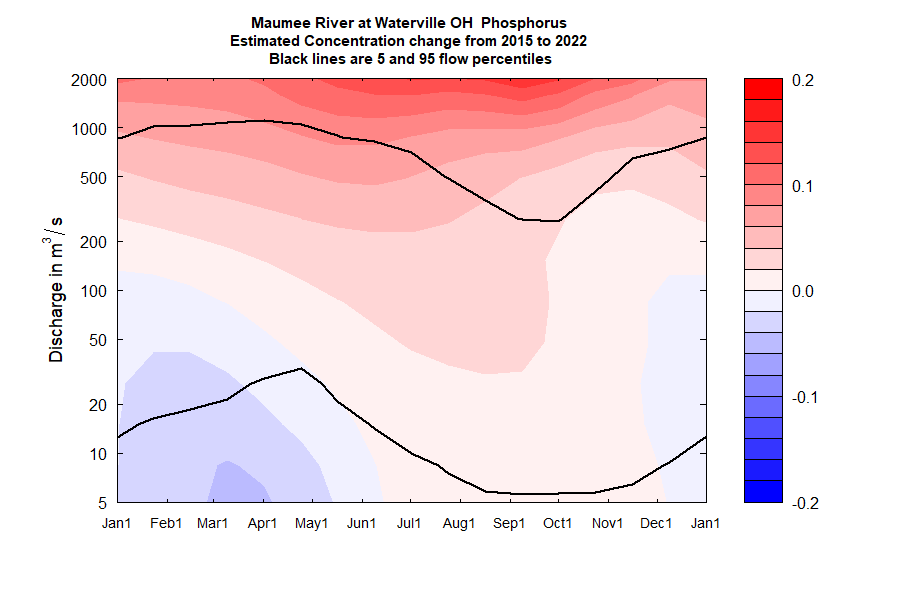 Maumee River at Waterville OH  Phosphorus
Estimated Concentration change from 2015 to 2022
Black lines are 5 and 95 flow percentiles
Discharge in m³/s
2000
1000
500
200
100
50
20
10
5
Jan1 Feb1 Mar1 Apr1 May1 Jun1 Jul1 Aug1 Sep1 Oct1 Nov1 Dec1 Jan1
0.2
0.1
0.0
-0.1
-0.2